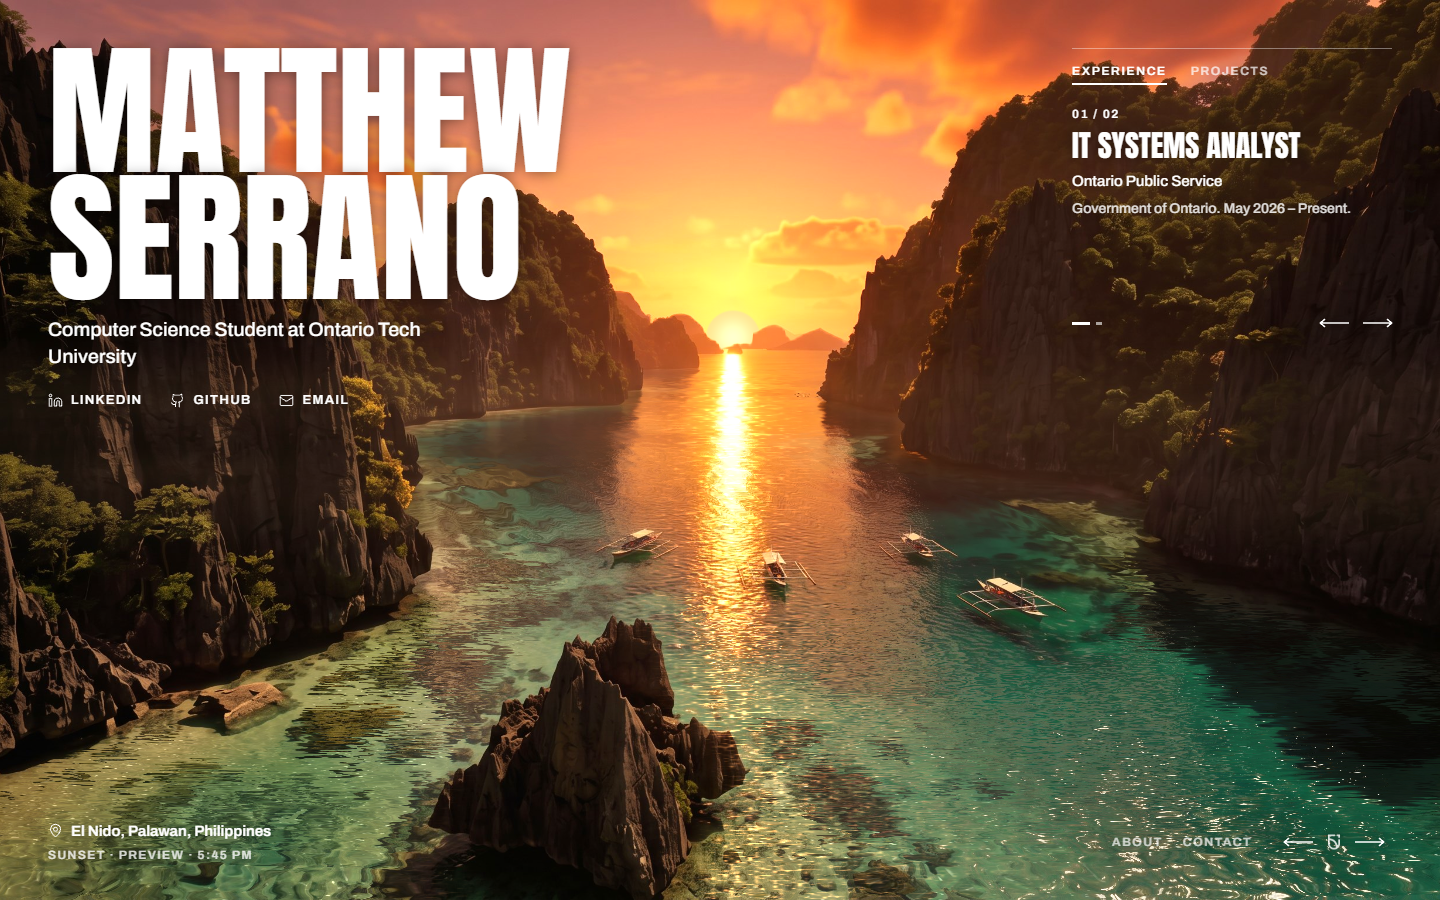 MATTHEW
SERRANO
Computer Science Student at Ontario Tech
University
LINKEDIN GITHUB EMAIL
EXPERIENCE PROJECTS
01 / 02
IT SYSTEMS ANALYST
Ontario Public Service
Government of Ontario. May 2026 – Present.
El Nido, Palawan, Philippines
SUNSET · PREVIEW · 5:45 PM
ABOUT CONTACT